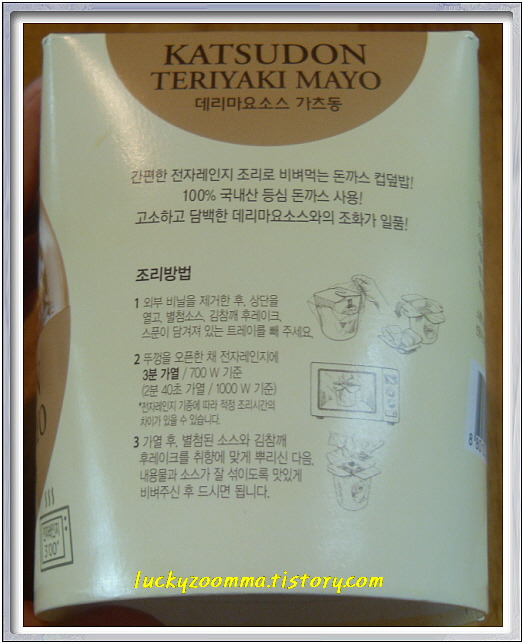 KATSUDON
TERIYAKI MAYO
데리마요소스 가츠동
간편한 전자레인지 조리로 비벼먹는 돈까스 컵덮밥!
100% 국내산 등심 돈까스 사용!
고소하고 담백한 데리마요소스와의 조화가 일품!
조리방법
1 외부 비닐을 제거한 후, 상단을
열고, 별첨소스, 김참깨 후레이크,
스푼이 담겨져 있는 트레이를 빼 주세요.
2 뚜껑을 오픈한 채 전자레인지에
3분 가열 / 700 W 기준
(2분 40초 가열 / 1000 W 기준)
*전자레인지 기종에 따라 적정 조리시간의
차이가 있을 수 있습니다.
3 가열 후, 별첨된 소스와 김참깨
후레이크를 취향에 맞게 뿌리신 다음,
내용물과 소스가 잘 섞이도록 맛있게
비벼주신 후 드시면 됩니다.
전자레인지
3'00"
luckyzoomma.tistory.com